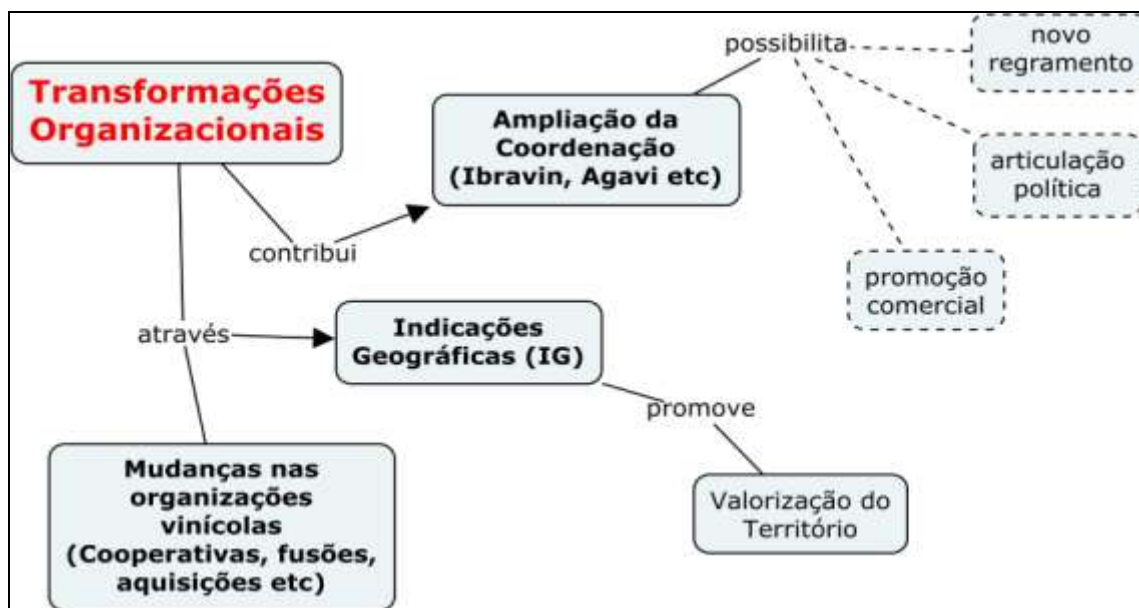 Transformações
Organizacionais
possibilita
novo
regramento
Ampliação da
Coordenação
(Ibravin, Agavi etc)
articulação
política
contribui
promoção
comercial
através
Indicações
Geográficas (IG)
promove
Mudanças nas
organizações
vinícolas
(Cooperativas, fusões,
aquisições etc)
Valorização do
Território